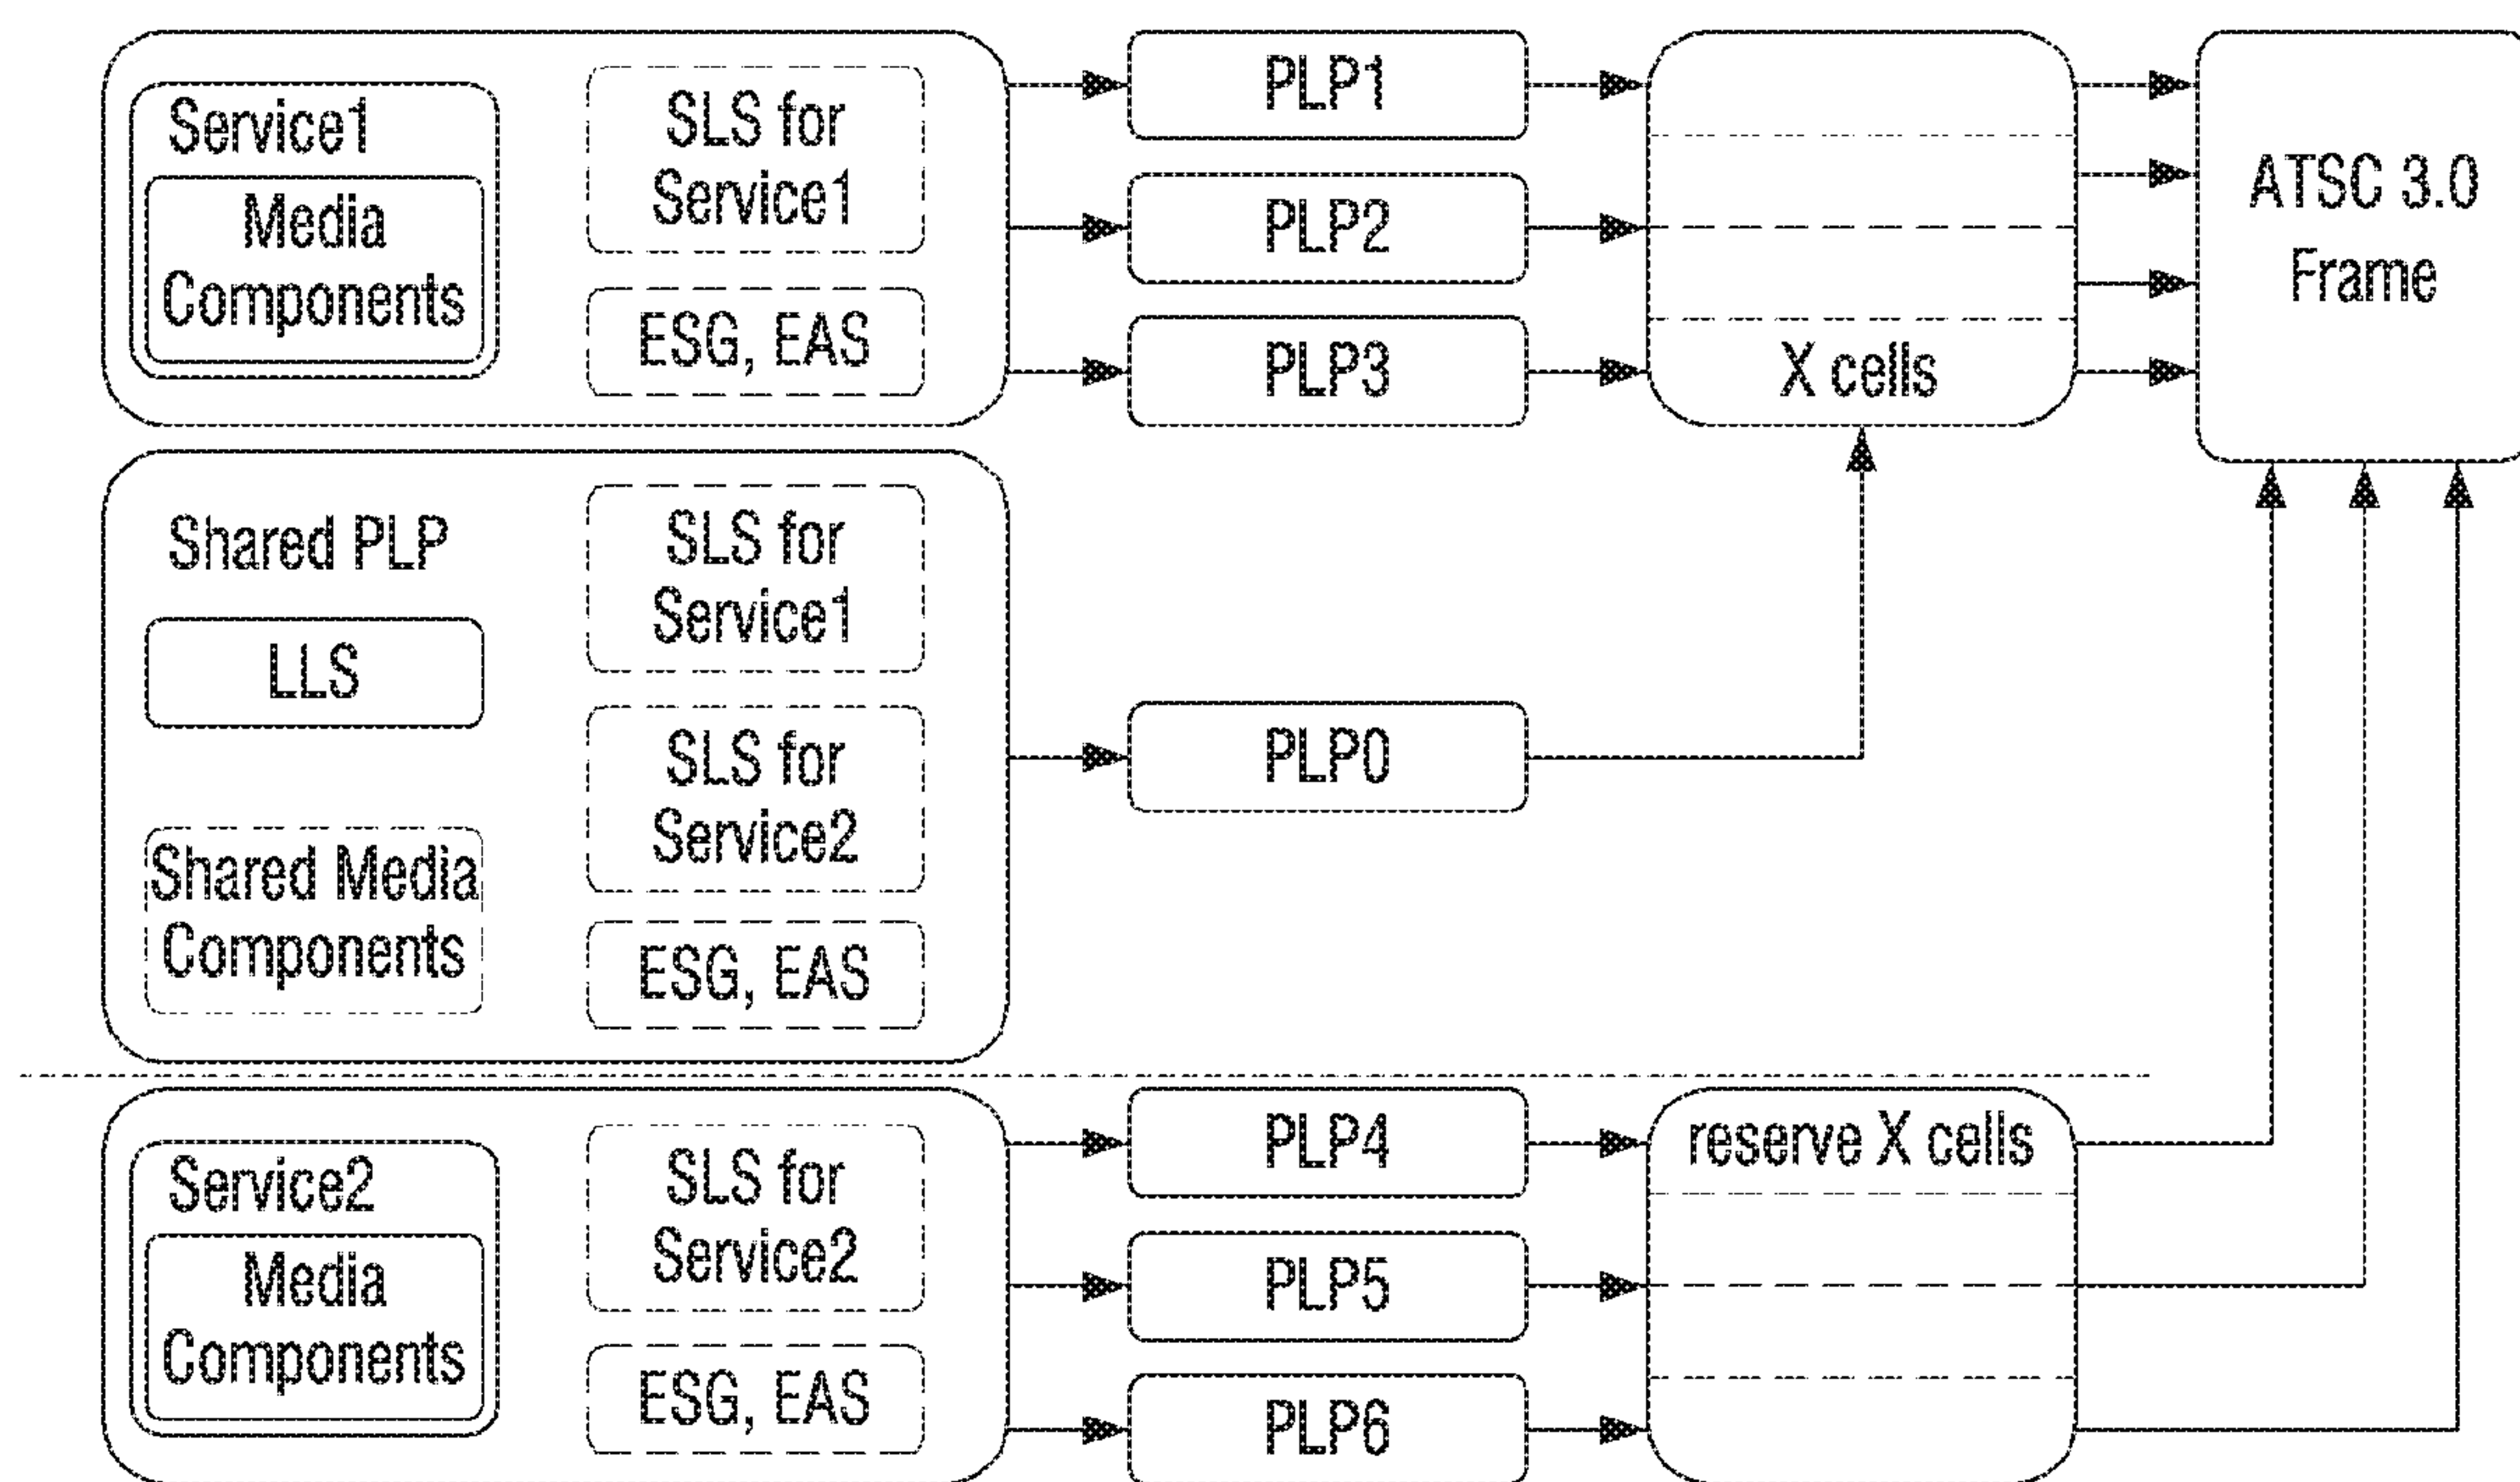 Service1
Media
Components
SLS for
Service1
ESG, EAS
PLP1
PLP2
PLP3
X cells
ATSC 3.0
Frame
Shared PLP
LLS
Shared Media
Components
SLS for
Service1
SLS for
Service2
ESG, EAS
PLP0
Service2
Media
Components
SLS for
Service2
ESG, EAS
PLP4
PLP5
PLP6
reserve X cells